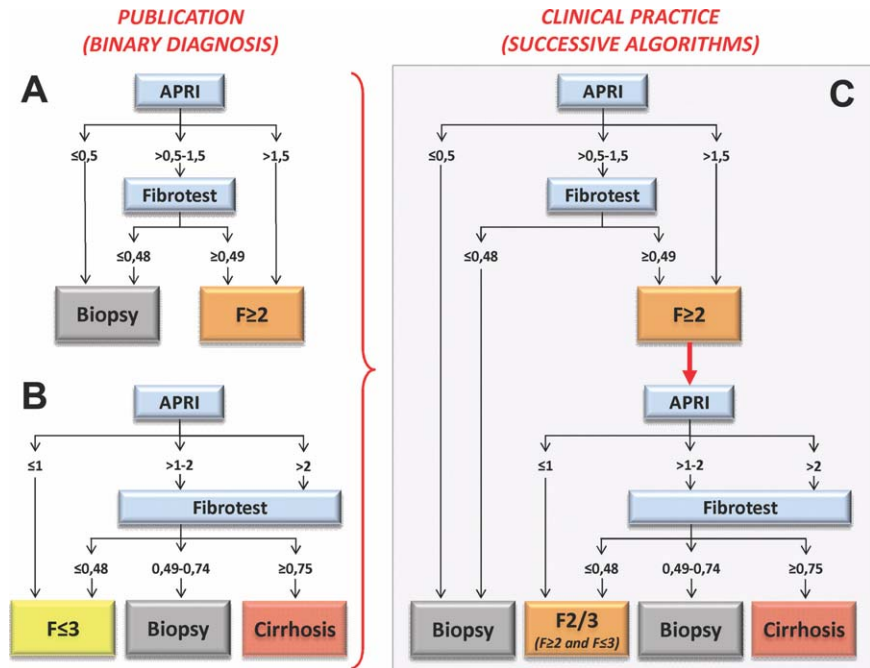 PUBLICATION
(BINARY DIAGNOSIS)
A
APRI
≤0,5
>0,5-1,5
>1,5
Fibrotest
≤0,48
≥0,49
Biopsy
F≥2
B
APRI
≤1
>1-2
>2
Fibrotest
≤0,48
0,49-0,74
≥0,75
F≤3
Biopsy
Cirrhosis
CLINICAL PRACTICE
(SUCCESSIVE ALGORITHMS)
C
APRI
≤0,5
>0,5-1,5
>1,5
Fibrotest
≤0,48
≥0,49
F≥2
APRI
≤1
>1-2
>2
Fibrotest
≤0,48
0,49-0,74
≥0,75
Biopsy
F2/3
(F≥2 and F≤3)
Biopsy
Cirrhosis